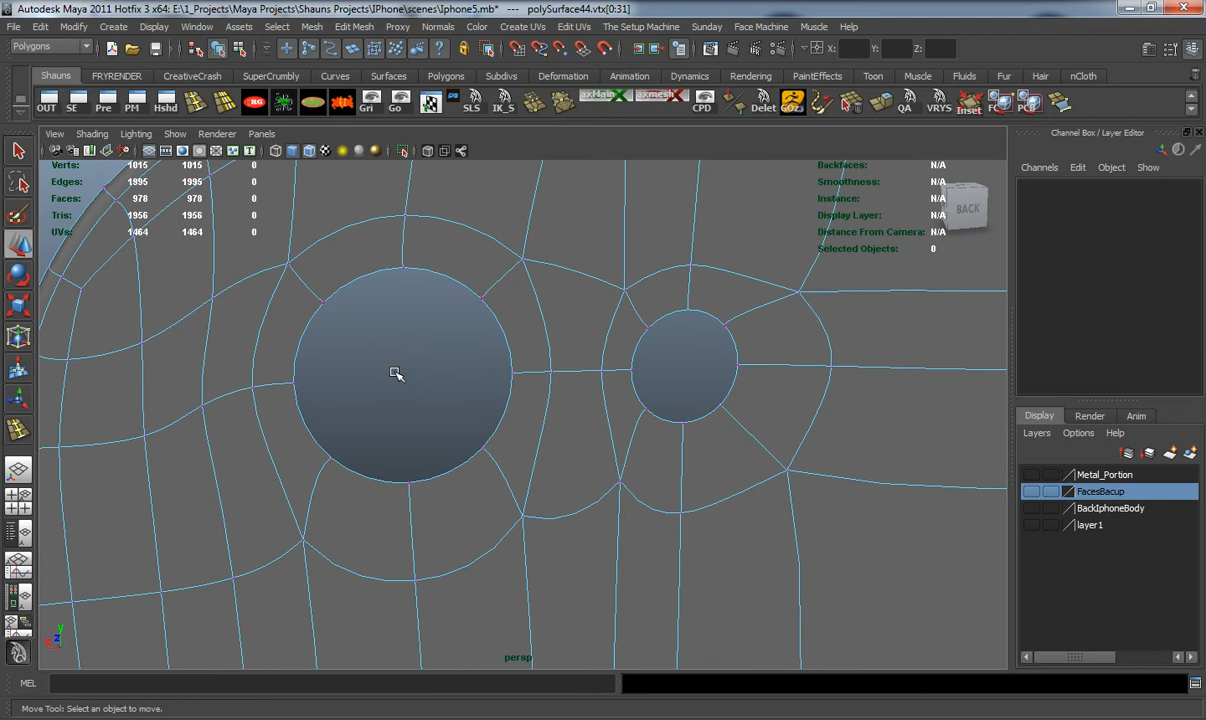 Autodesk Maya 2011 Hotfix 3 x64: E:\1_Projects\Maya Projects\Shauns Projects\IPhone\scenes\Iphone5.mb*   ---   polySurface44.vtx[0:31]
File Edit Modify Create Display Window Assets Select Mesh Edit Mesh Proxy Normals Color Create UVs Edit UVs The Setup Machine Sunday Face Machine Muscle Help
Polygons X: Y: Z:
Shauns FRYRENDER CreativeCrash SuperCrumbly Curves Surfaces Polygons Subdivs Deformation Animation Dynamics Rendering PaintEffects Toon Muscle Fluids Fur Hair nCloth
OUT SE Pre PM Hshd Gri Go SLS IK_S axMain axmesh CPD Delet GOz3 QA VRYS Inset
View Shading Lighting Show Renderer Panels
Channel Box / Layer Editor
Channels Edit Object Show
Verts: 1015 1015 0
Edges: 1995 1995 0
Faces: 978 978 0
Tris: 1956 1956 0
UVs: 1464 1464 0
Backfaces: N/A
Smoothness: N/A
Instance: N/A
Display Layer: N/A
Distance From Camera: N/A
Selected Objects: 0
BACK
Display Render Anim
Layers Options Help
Metal_Portion
FacesBacup
BackIphoneBody
layer1
y
x
z
persp
MEL
Move Tool: Select an object to move.